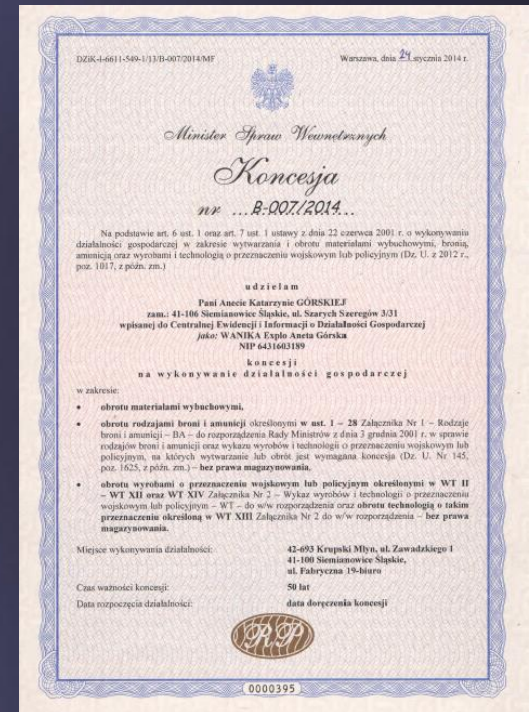 DZiK-I-6611-549-1/13/B-007/2014/MF
Warszawa, dnia 24 stycznia 2014 r.
Minister Spraw Wewnętrznych
Koncesja
nr ...B-007/2014...
Na podstawie art. 6 ust. 1 oraz art. 7 ust. 1 ustawy z dnia 22 czerwca 2001 r. o wykonywaniu
działalności gospodarczej w zakresie wytwarzania i obrotu materiałami wybuchowymi, bronią,
amunicją oraz wyrobami i technologią o przeznaczeniu wojskowym lub policyjnym (Dz. U. z 2012 r.,
poz. 1017, z późn. zm.)
udzielam
Pani Anecie Katarzynie GÓRSKIEJ
zam.: 41-106 Siemianowice Śląskie, ul. Szarych Szeregów 3/31
wpisanej do Centralnej Ewidencji i Informacji o Działalności Gospodarczej
jako: WANIKA Explo Aneta Górska
NIP 6431603189
koncesji
na wykonywanie działalności gospodarczej
w zakresie:
• obrotu materiałami wybuchowymi,
• obrotu rodzajami broni i amunicji określonymi w ust. 1 – 28 Załącznika Nr 1 – Rodzaje
broni i amunicji – BA – do rozporządzenia Rady Ministrów z dnia 3 grudnia 2001 r. w sprawie
rodzajów broni i amunicji oraz wykazu wyrobów i technologii o przeznaczeniu wojskowym lub
policyjnym, na których wytwarzanie lub obrót jest wymagana koncesja (Dz. U. Nr 145,
poz. 1625, z późn. zm.) – bez prawa magazynowania,
• obrotu wyrobami o przeznaczeniu wojskowym lub policyjnym określonymi w WT II
– WT XII oraz WT XIV Załącznika Nr 2 – Wykaz wyrobów i technologii o przeznaczeniu
wojskowym lub policyjnym – WT – do w/w rozporządzenia oraz obrotu technologią o takim
przeznaczeniu określoną w WT XIII Załącznika Nr 2 do w/w rozporządzenia – bez prawa
magazynowania.
Miejsce wykonywania działalności:
42-693 Krupski Młyn, ul. Zawadzkiego 1
41-100 Siemianowice Śląskie,
ul. Fabryczna 19-biuro
Czas ważności koncesji:
50 lat
Data rozpoczęcia działalności:
data doręczenia koncesji
RP
0000395